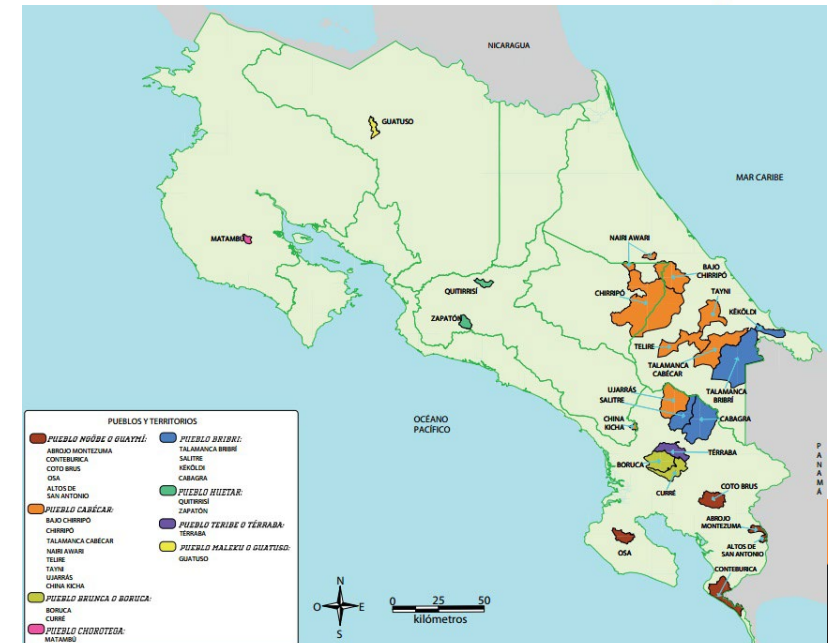 NICARAGUA
GUATUSO
MAR CARIBE
MATAMBÚ
NAIRI AWARI
BAJO
CHIRRIPÓ
QUITIRRISÍ
CHIRRIPÓ
TAYNI
ZAPATÓN
KÉKÖLDI
TELIRE
TALAMANCA
CABÉCAR
UJARRÁS
SALITRE
TALAMANCA
BRIBRÍ
CHINA
KICHA
CABAGRA
OCÉANO
PACÍFICO
TÉRRABA
BORUCA
CURRÉ
COTO BRUS
PANAMÁ
ABROJO
MONTEZUMA
OSA
ALTOS DE
SAN ANTONIO
CONTEBURICA
PUEBLOS Y TERRITORIOS
PUEBLO NGÖBE O GUAYMÍ:
ABROJO MONTEZUMA
CONTEBURICA
COTO BRUS
OSA
ALTOS DE
SAN ANTONIO
PUEBLO CABÉCAR:
BAJO CHIRRIPÓ
CHIRRIPÓ
TALAMANCA CABÉCAR
NAIRI AWARI
TELIRE
TAYNI
UJARRÁS
CHINA KICHA
PUEBLO BRUNCA O BORUCA:
BORUCA
CURRÉ
PUEBLO CHOROTEGA:
MATAMBÚ
PUEBLO BRIBRI:
TALAMANCA BRIBRÍ
SALITRE
KÉKÖLDI
CABAGRA
PUEBLO HUETAR:
QUITIRRISÍ
ZAPATÓN
PUEBLO TERIBE O TÉRRABA:
TÉRRABA
PUEBLO MALEKU O GUATUSO:
GUATUSO
N
O E
S
0 25 50
kilómetros